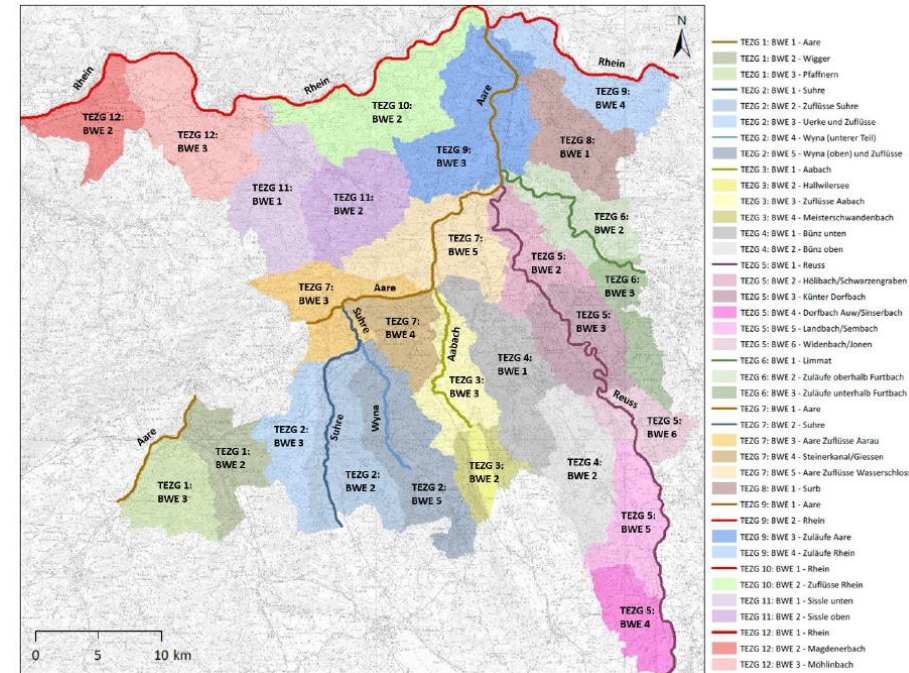 N
Rhein
Rhein
Rhein
Aare
TEZG 12:
BWE 2
TEZG 12:
BWE 3
TEZG 10:
BWE 2
TEZG 9:
BWE 4
TEZG 9:
BWE 3
TEZG 8:
BWE 1
TEZG 11:
BWE 1
TEZG 11:
BWE 2
TEZG 6:
BWE 2
TEZG 7:
BWE 5
TEZG 5:
BWE 2
TEZG 6:
BWE 3
TEZG 7:
BWE 3
Aare
Suhre
TEZG 7:
BWE 4
TEZG 5:
BWE 3
Aabach
TEZG 4:
BWE 1
TEZG 3:
BWE 3
Reuss
Aare
TEZG 1:
BWE 2
TEZG 2:
BWE 3
Suhre
Wyna
TEZG 5:
BWE 6
TEZG 1:
BWE 3
TEZG 2:
BWE 2
TEZG 2:
BWE 5
TEZG 3:
BWE 2
TEZG 4:
BWE 2
TEZG 5:
BWE 5
TEZG 5:
BWE 4
0 5 10 km
TEZG 1: BWE 1 - Aare
TEZG 1: BWE 2 - Wigger
TEZG 1: BWE 3 - Pfaffnern
TEZG 2: BWE 1 - Suhre
TEZG 2: BWE 2 - Zuflüsse Suhre
TEZG 2: BWE 3 - Uerke und Zuflüsse
TEZG 2: BWE 4 - Wyna (unterer Teil)
TEZG 2: BWE 5 - Wyna (oben) und Zuflüsse
TEZG 3: BWE 1 - Aabach
TEZG 3: BWE 2 - Hallwilersee
TEZG 3: BWE 3 - Zuflüsse Aabach
TEZG 3: BWE 4 - Meisterschwandenbach
TEZG 4: BWE 1 - Bünz unten
TEZG 4: BWE 2 - Bünz oben
TEZG 5: BWE 1 - Reuss
TEZG 5: BWE 2 - Hölibach/Schwarzengraben
TEZG 5: BWE 3 - Künter Dorfbach
TEZG 5: BWE 4 - Dorfbach Auw/Sinserbach
TEZG 5: BWE 5 - Landbach/Sembach
TEZG 5: BWE 6 - Widenbach/Jonen
TEZG 6: BWE 1 - Limmat
TEZG 6: BWE 2 - Zuläufe oberhalb Furtbach
TEZG 6: BWE 3 - Zuläufe unterhalb Furtbach
TEZG 7: BWE 1 - Aare
TEZG 7: BWE 2 - Suhre
TEZG 7: BWE 3 - Aare Zuflüsse Aarau
TEZG 7: BWE 4 - Steinerkanal/Giessen
TEZG 7: BWE 5 - Aare Zuflüsse Wasserschloss
TEZG 8: BWE 1 - Surb
TEZG 9: BWE 1 - Aare
TEZG 9: BWE 2 - Rhein
TEZG 9: BWE 3 - Zuläufe Aare
TEZG 9: BWE 4 - Zuläufe Rhein
TEZG 10: BWE 1 - Rhein
TEZG 10: BWE 2 - Zuflüsse Rhein
TEZG 11: BWE 1 - Sissle unten
TEZG 11: BWE 2 - Sissle oben
TEZG 12: BWE 1 - Rhein
TEZG 12: BWE 2 - Magdenerbach
TEZG 12: BWE 3 - Möhlinbach